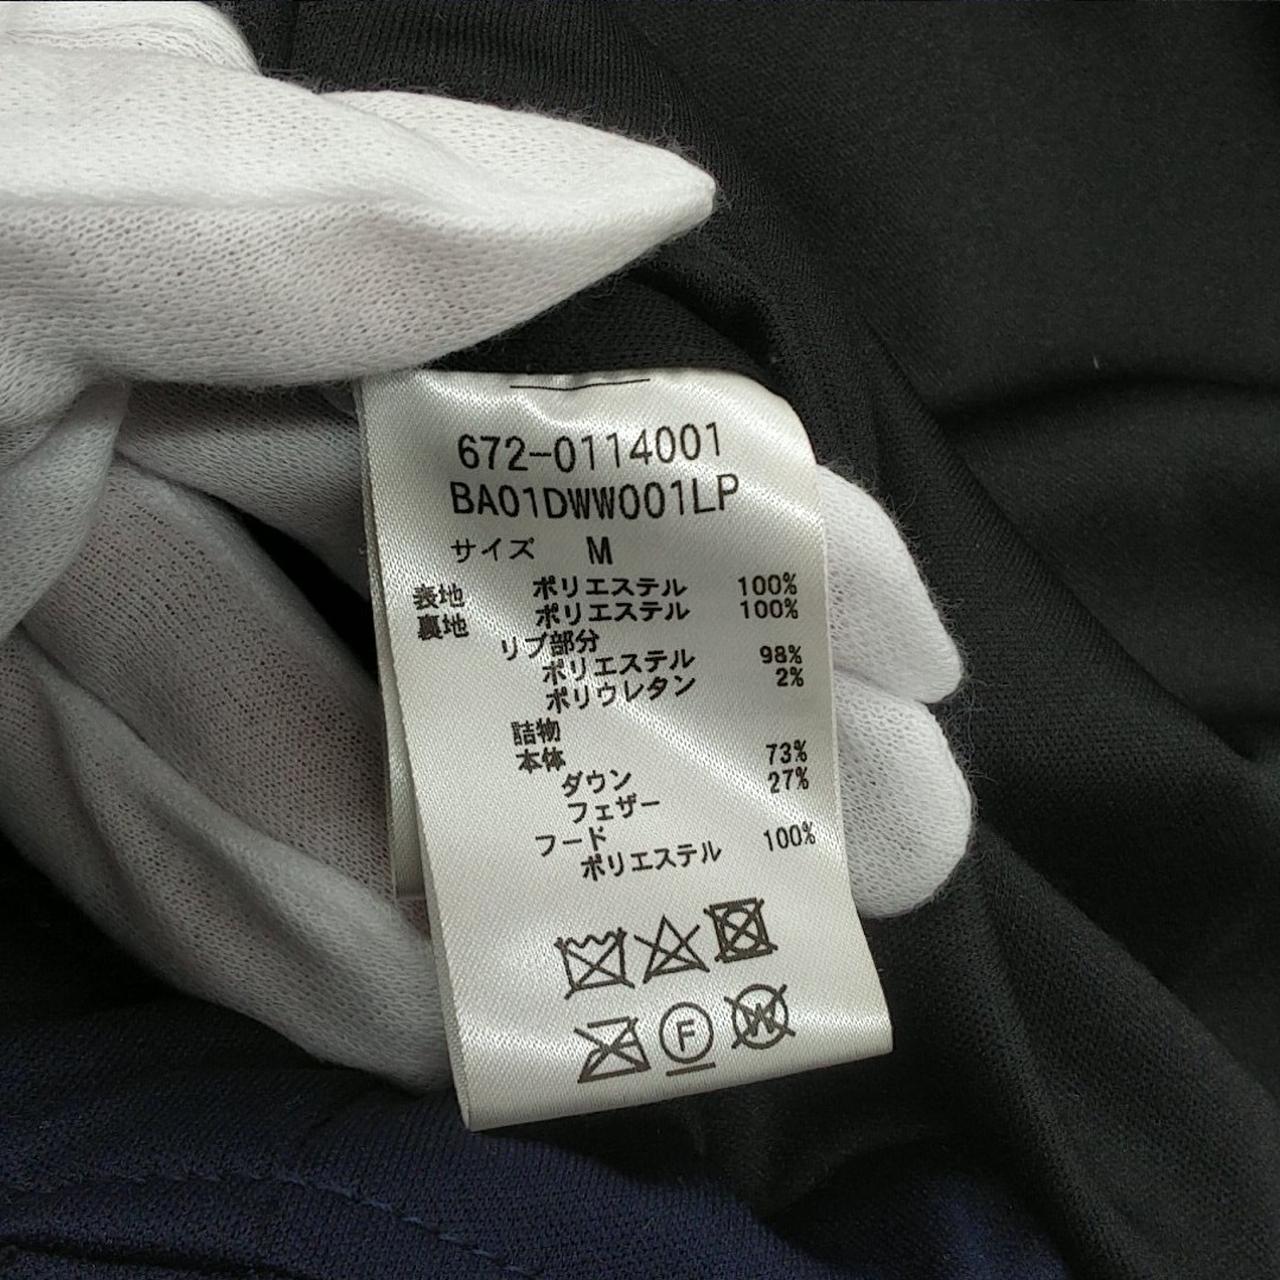 672-0114001
BA01DWW001LP
サイズ M
表地 ポリエステル 100%
裏地 ポリエステル 100%
リブ部分
ポリエステル 98%
ポリウレタン 2%
詰物
本体
ダウン 73%
フェザー 27%
フード
ポリエステル 100%
F W